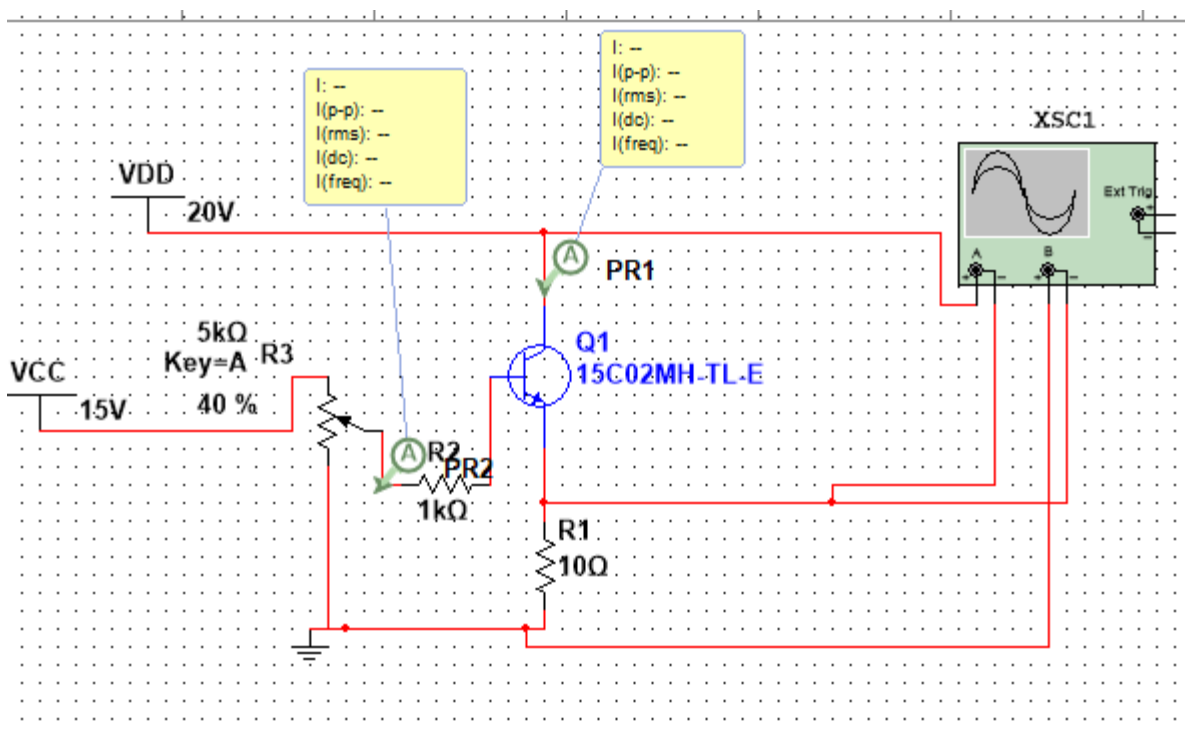 I: --
I(p-p): --
I(rms): --
I(dc): --
I(freq): --
I: --
I(p-p): --
I(rms): --
I(dc): --
I(freq): --
XSC1
Ext Trig
+
-
A
B
+ -
+ -
VDD
20V
A
PR1
Q1
15C02MH-TL-E
5kΩ
Key=A
R3
40 %
VCC
15V
A
R2
PR2
1kΩ
R1
10Ω